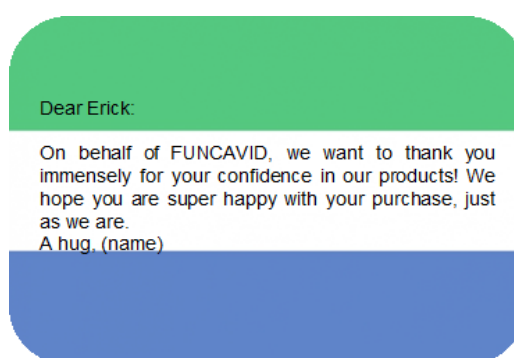 Dear Erick:
On behalf of FUNCAVID, we want to thank you
immensely for your confidence in our products! We
hope you are super happy with your purchase, just
as we are.
A hug, (name)